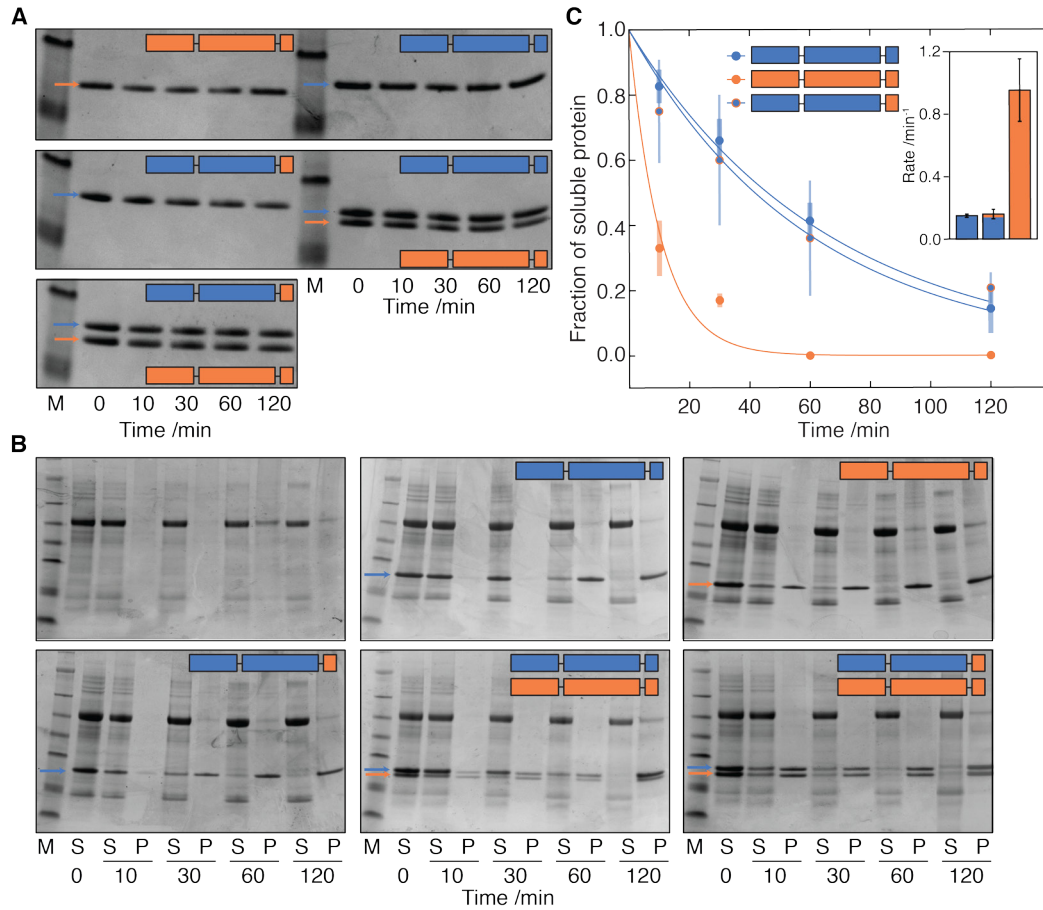 A
M
M 0 10 30 60 120
Time /min
M 0 10 30 60 120
Time /min
C
Fraction of soluble protein
1.0
0.8
0.6
0.4
0.2
0.0
20 40 60 80 100 120
Time /min
Rate /min-1
1.2
0.8
0.4
0.0
B
M S S P S P S P S P
0 10 30 60 120
S S P S P S P S P
0 10 30 60 120
Time /min
M S S P S P S P S P
0 10 30 60 120